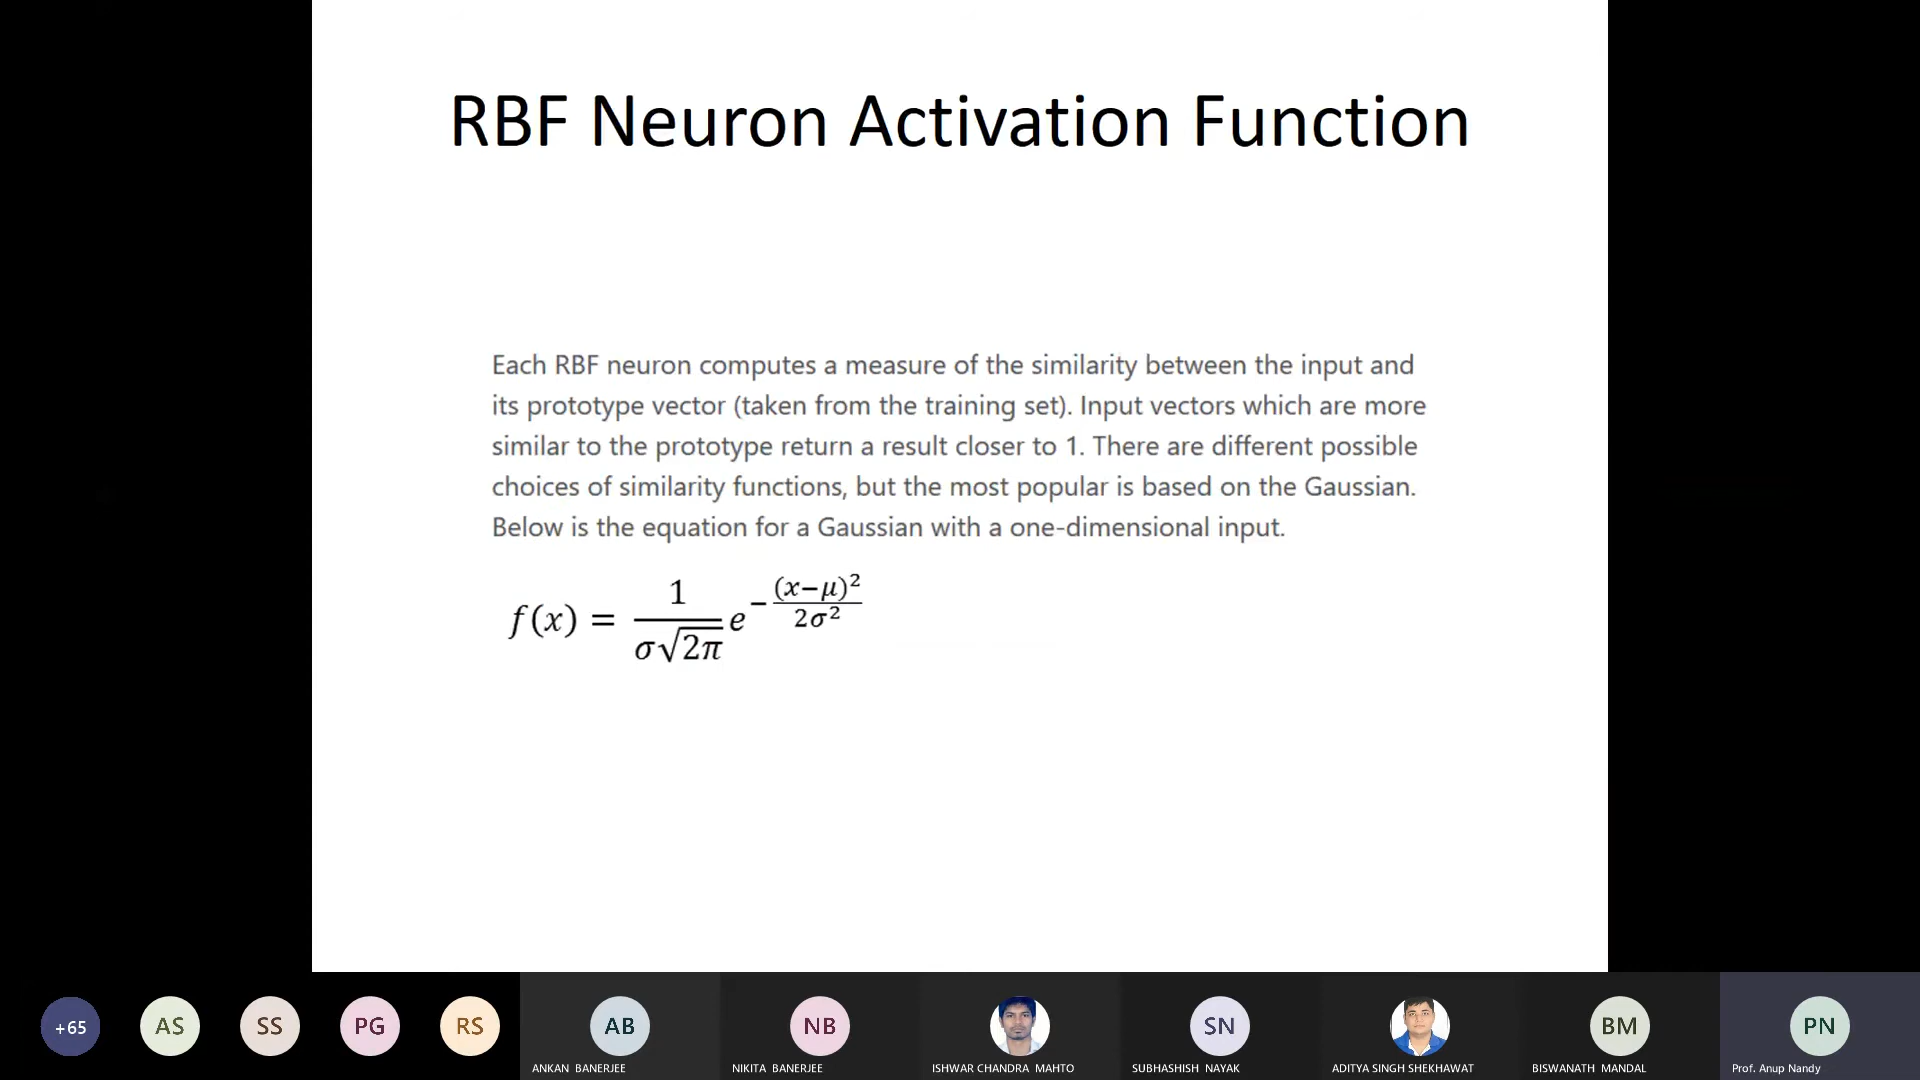 RBF Neuron Activation Function
Each RBF neuron computes a measure of the similarity between the input and
its prototype vector (taken from the training set). Input vectors which are more
similar to the prototype return a result closer to 1. There are different possible
choices of similarity functions, but the most popular is based on the Gaussian.
Below is the equation for a Gaussian with a one-dimensional input.
f(x) = 1/(σ√2π) e^−(x−μ)²/2σ²
+65 AS SS PG RS AB NB SN BM PN
ANKAN BANERJEE NIKITA BANERJEE ISHWAR CHANDRA MAHTO SUBHASHISH NAYAK ADITYA SINGH SHEKHAWAT BISWANATH MANDAL Prof. Anup Nandy